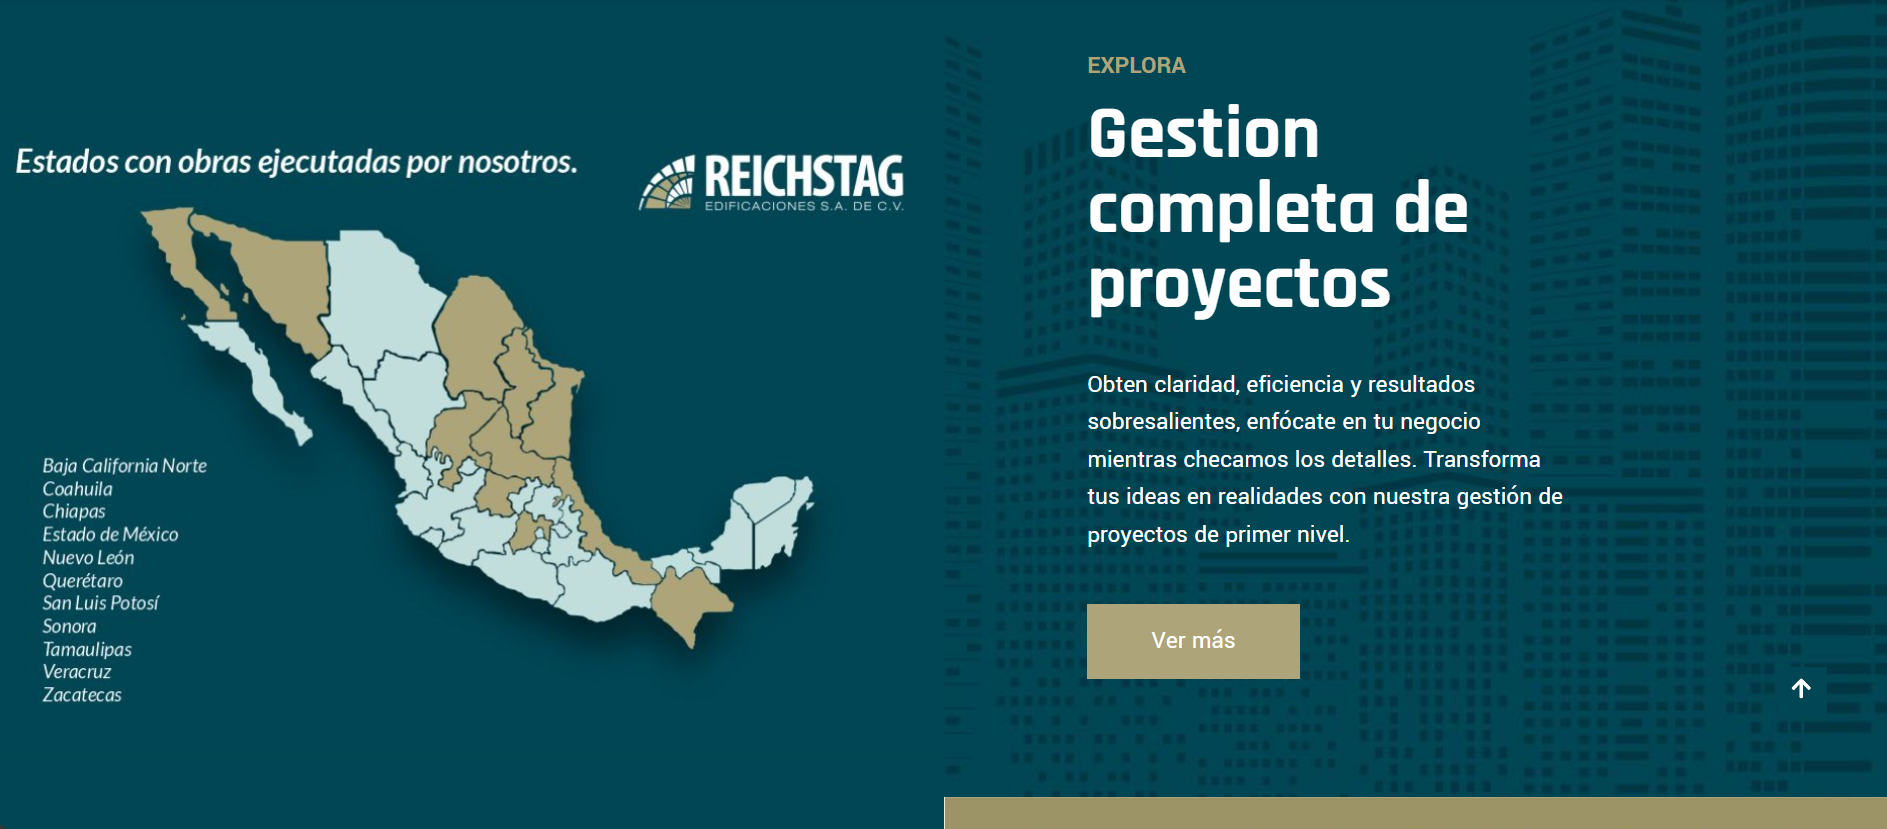 Estados con obras ejecutadas por nosotros.
REICHSTAG
EDIFICACIONES S.A. DE C.V.
Baja California Norte
Coahuila
Chiapas
Estado de México
Nuevo León
Querétaro
San Luis Potosí
Sonora
Tamaulipas
Veracruz
Zacatecas
EXPLORA
Gestion
completa de
proyectos
Obten claridad, eficiencia y resultados
sobresalientes, enfócate en tu negocio
mientras checamos los detalles. Transforma
tus ideas en realidades con nuestra gestión de
proyectos de primer nivel.
Ver más